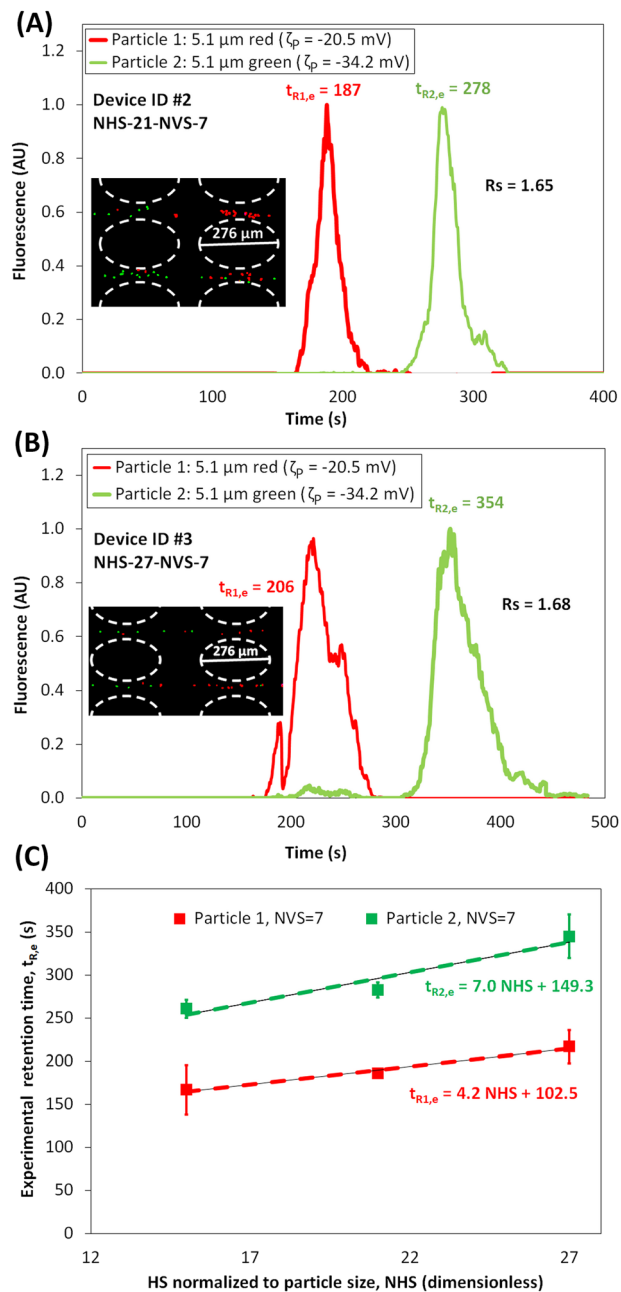 (A)
Particle 1: 5.1 µm red (ζP = -20.5 mV)
Particle 2: 5.1 µm green (ζP = -34.2 mV)
1.2
1.0
0.8
0.6
0.4
0.2
0.0
Fluorescence (AU)
Device ID #2
NHS-21-NVS-7
tR1,e = 187
tR2,e = 278
Rs = 1.65
276 µm
0
100
200
300
400
Time (s)
(B)
Particle 1: 5.1 µm red (ζP = -20.5 mV)
Particle 2: 5.1 µm green (ζP = -34.2 mV)
1.2
1.0
0.8
0.6
0.4
0.2
0.0
Fluorescence (AU)
Device ID #3
NHS-27-NVS-7
tR1,e = 206
tR2,e = 354
Rs = 1.68
276 µm
0
100
200
300
400
500
Time (s)
(C)
Particle 1, NVS=7
Particle 2, NVS=7
400
350
300
250
200
150
100
50
0
Experimental retention time, tR,e (s)
tR2,e = 7.0 NHS + 149.3
tR1,e = 4.2 NHS + 102.5
12
17
22
27
HS normalized to particle size, NHS (dimensionless)